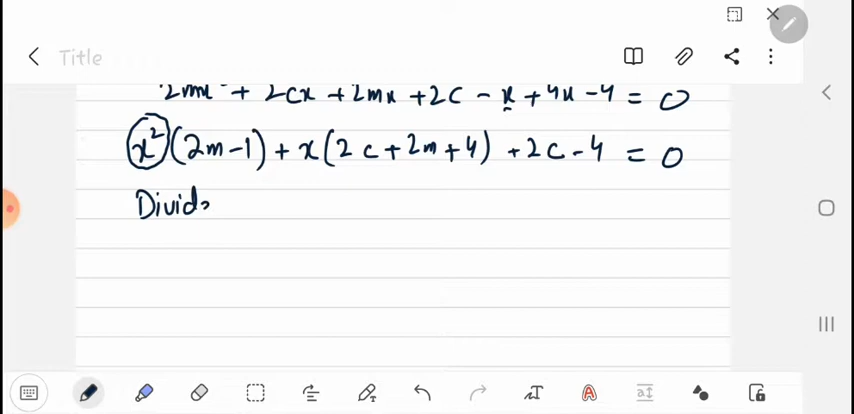 Title
2mx² + 2cx + 2mx + 2c - x + 4x - 4 = 0
x² (2m-1) + x (2c + 2m + 4) + 2c - 4 = 0
Divid